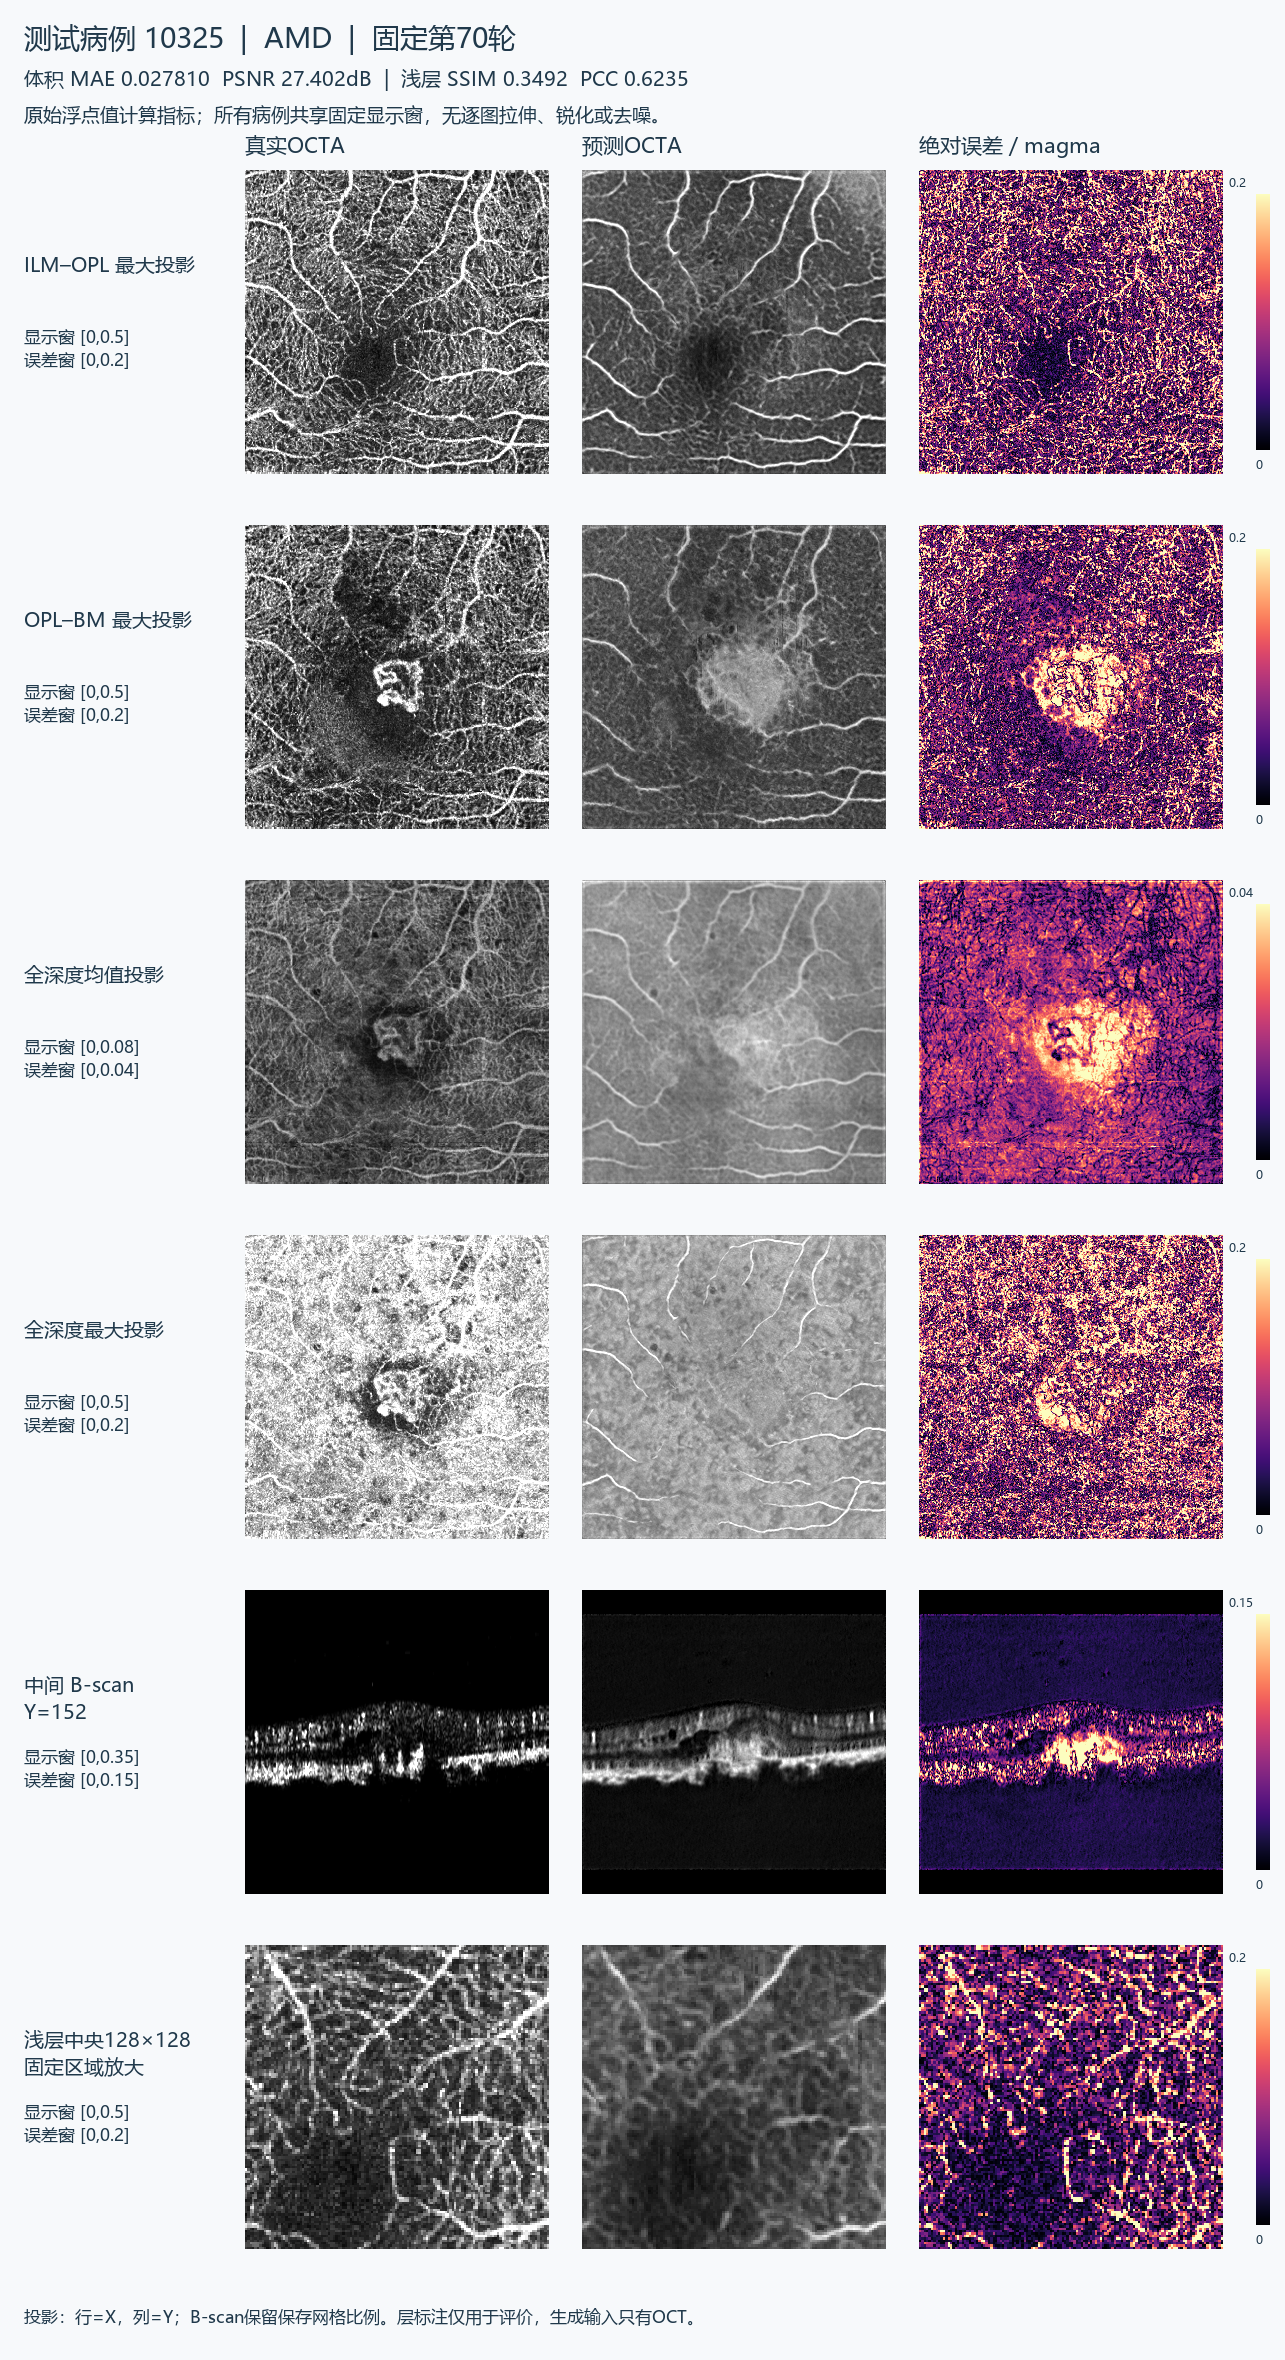 测试病例 10325 | AMD | 固定第70轮
体积 MAE 0.027810 PSNR 27.402dB | 浅层 SSIM 0.3492 PCC 0.6235
原始浮点值计算指标；所有病例共享固定显示窗，无逐图拉伸、锐化或去噪。
真实OCTA
预测OCTA
绝对误差 / magma
ILM–OPL 最大投影
显示窗 [0,0.5]
误差窗 [0,0.2]
0.2
0
OPL–BM 最大投影
显示窗 [0,0.5]
误差窗 [0,0.2]
0.2
0
全深度均值投影
显示窗 [0,0.08]
误差窗 [0,0.04]
0.04
0
全深度最大投影
显示窗 [0,0.5]
误差窗 [0,0.2]
0.2
0
中间 B-scan
Y=152
显示窗 [0,0.35]
误差窗 [0,0.15]
0.15
0
浅层中央128×128
固定区域放大
显示窗 [0,0.5]
误差窗 [0,0.2]
0.2
0
投影：行=X，列=Y；B-scan保留保存网格比例。层标注仅用于评价，生成输入只有OCT。